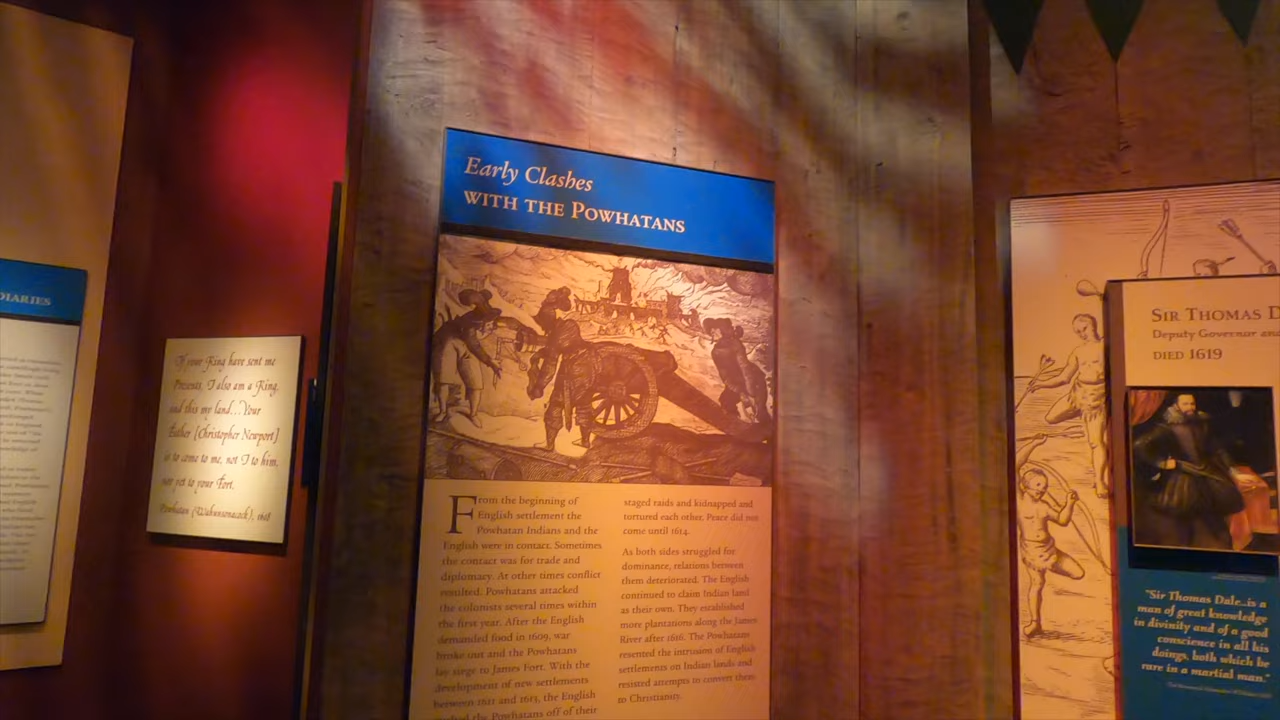 DIARIES
If your King have sent me
Presents, I also am a King,
and this my land...Your
Father [Christopher Newport]
is to come to me, not I to him,
nor yet to your Fort.
Powhatan (Wahunsonacock), 1608
Early Clashes
WITH THE POWHATANS
From the beginning of
English settlement the
Powhatan Indians and the
English were in contact. Sometimes
the contact was for trade and
diplomacy. At other times conflict
resulted. Powhatans attacked
the colonists several times within
the first year. After the English
demanded food in 1609, war
broke out and the Powhatans
lay siege to James Fort. With the
development of new settlements
between 1611 and 1613, the English
the Powhatans off of their
staged raids and kidnapped and
tortured each other. Peace did not
come until 1614.
As both sides struggled for
dominance, relations between
them deteriorated. The English
continued to claim Indian land
as their own. They established
more plantations along the James
River after 1616. The Powhatans
resented the intrusion of English
settlements on Indian lands and
resisted attempts to convert them
to Christianity.
SIR THOMAS D
Deputy Governor and
DIED 1619
"Sir Thomas Dale..is a
man of great knowledge
in divinity and of a good
conscience in all his
doings, both which be
rare in a martial man."